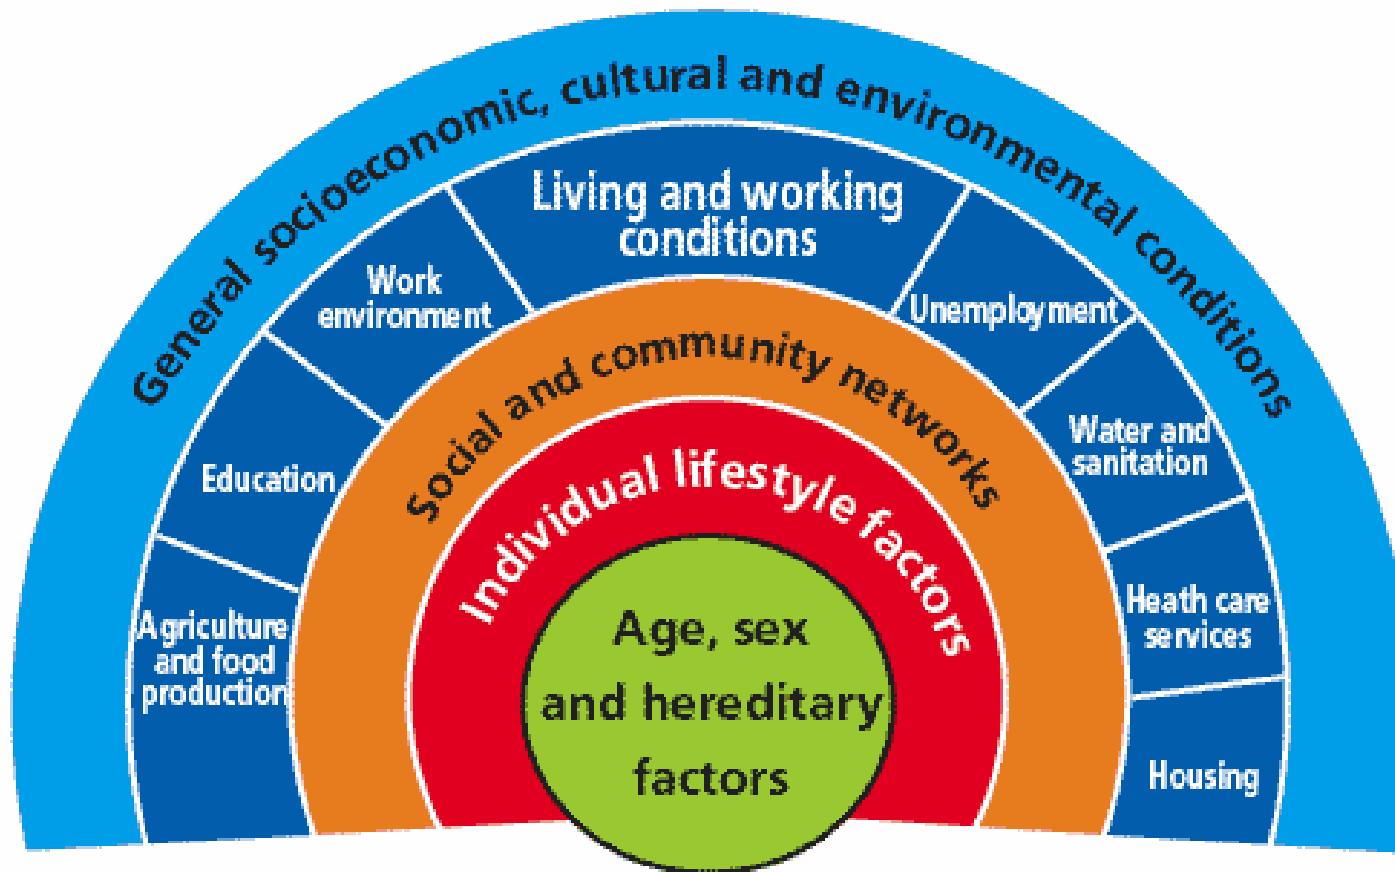 General socioeconomic, cultural and environmental conditions
Living and working
conditions
Work
environment
Unemployment
Education
Water and
sanitation
Agriculture
and food
production
Heath care
services
Housing
Social and community networks
Individual lifestyle factors
Age, sex
and hereditary
factors